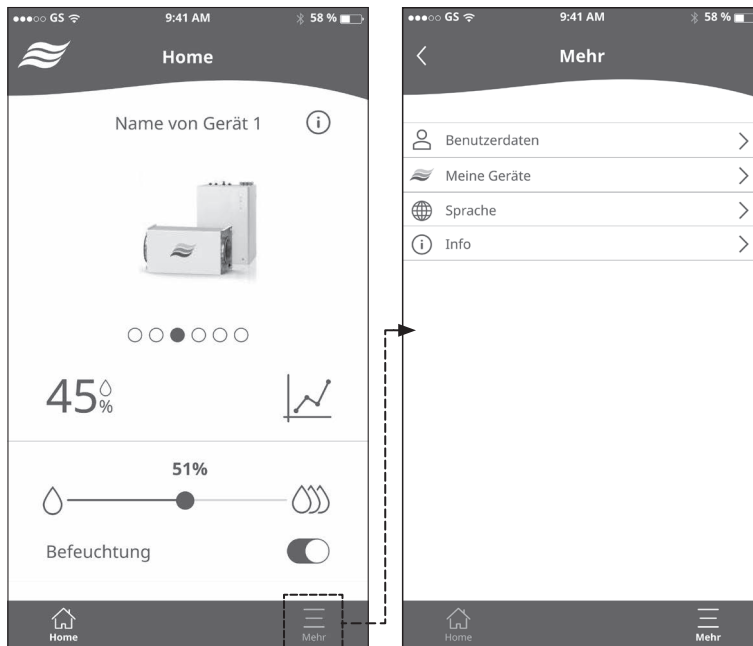 GS 9:41 AM 58 %
Home
Name von Gerät 1
45 %
51%
Befeuchtung
Home Mehr
GS 9:41 AM 58 %
Mehr
Benutzerdaten
Meine Geräte
Sprache
Info
Home Mehr